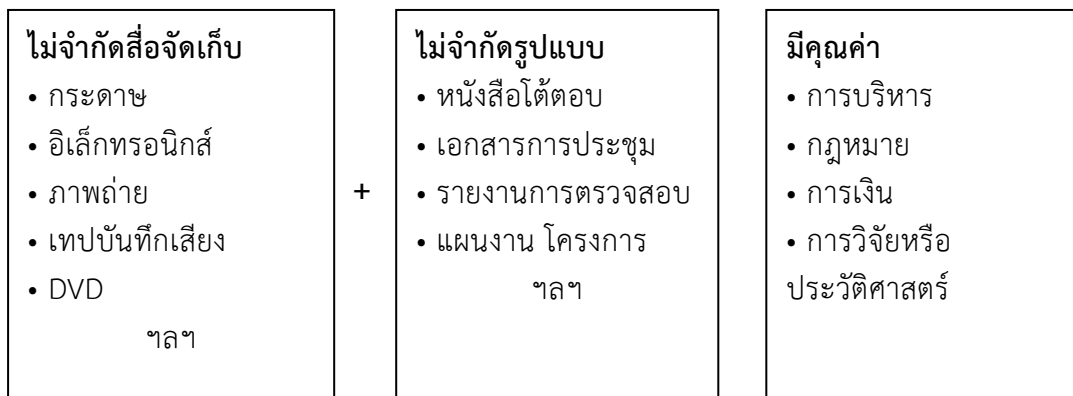 ไม่จำกัดสื่อจัดเก็บ
• กระดาษ
• อิเล็กทรอนิกส์
• ภาพถ่าย
• เทปบันทึกเสียง
• DVD
ฯลฯ
+
ไม่จำกัดรูปแบบ
• หนังสือโต้ตอบ
• เอกสารการประชุม
• รายงานการตรวจสอบ
• แผนงาน โครงการ
ฯลฯ
มีคุณค่า
• การบริหาร
• กฎหมาย
• การเงิน
• การวิจัยหรือ
ประวัติศาสตร์